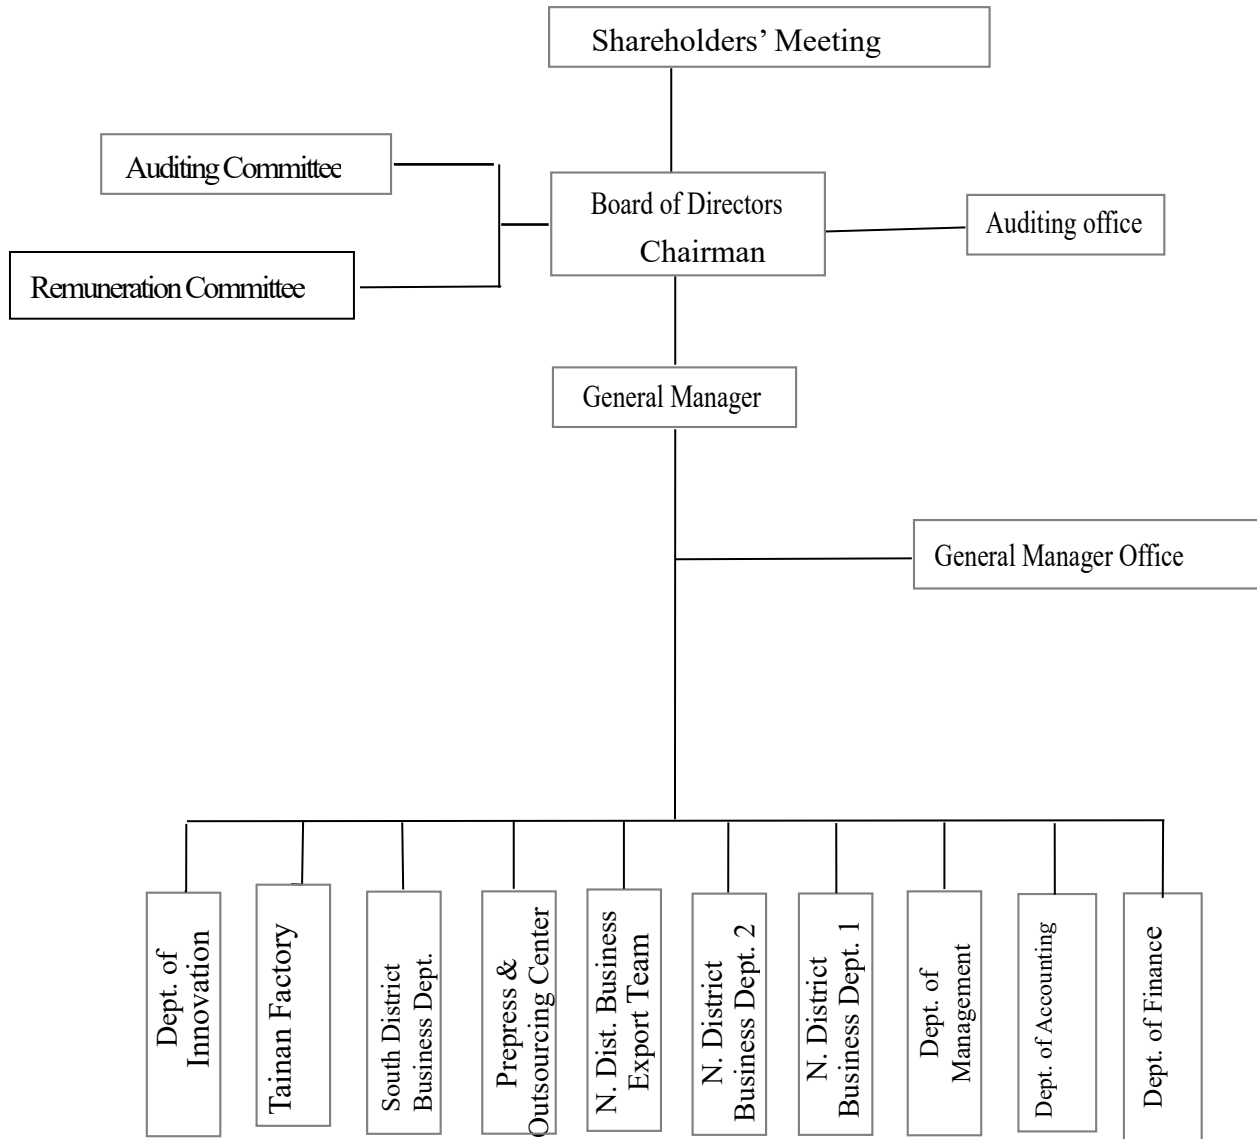 Shareholders' Meeting
Auditing Committee
Board of Directors
Chairman
Auditing office
Remuneration Committee
General Manager
General Manager Office
Dept. of
Innovation
Tainan Factory
South District
Business Dept.
Prepress &
Outsourcing Center
N. Dist. Business
Export Team
N. District
Business Dept. 2
N. District
Business Dept. 1
Dept. of
Management
Dept. of Accounting
Dept. of Finance